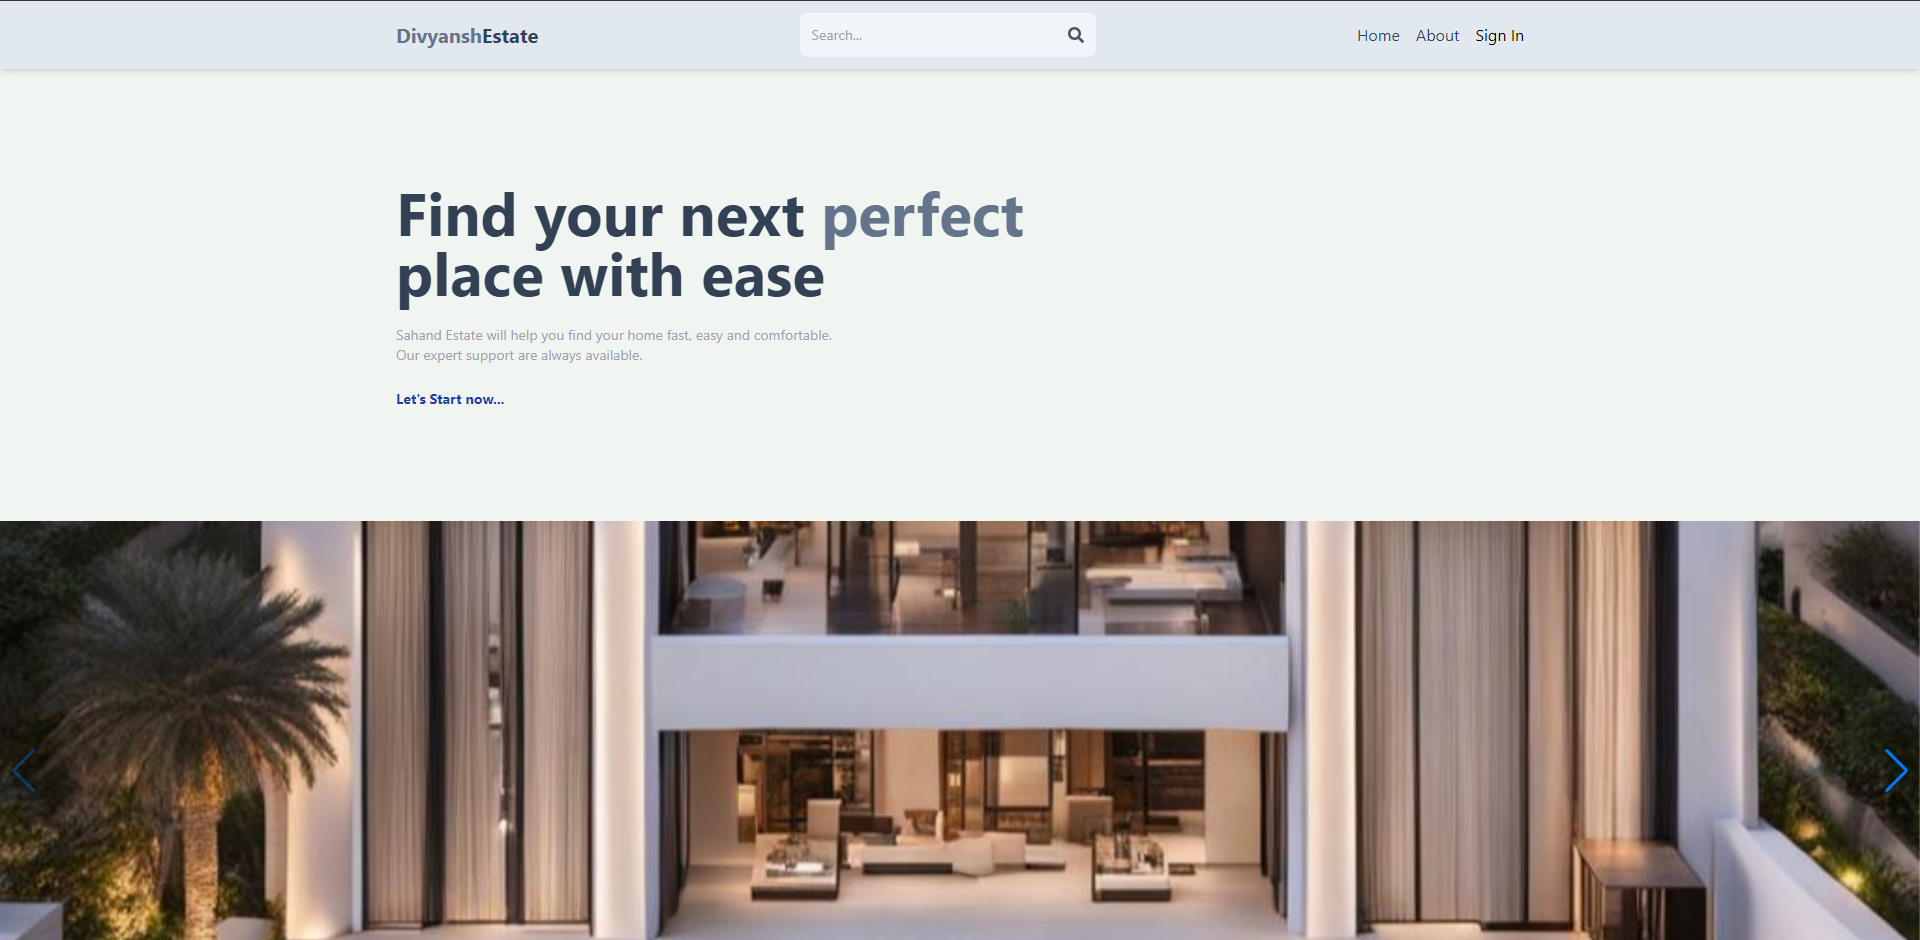 DivyanshEstate
Search...
Home About Sign In
Find your next perfect
place with ease
Sahand Estate will help you find your home fast, easy and comfortable.
Our expert support are always available.
Let's Start now...